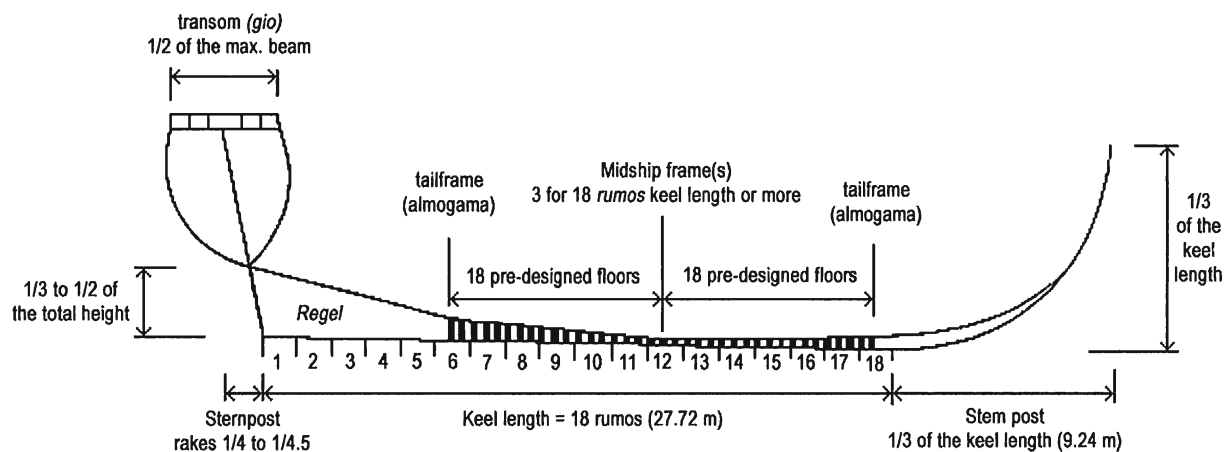 transom (gio)
1/2 of the max. beam
Midship frame(s)
3 for 18 rumos keel length or more
tailframe
(almogama)
tailframe
(almogama)
1/3
of the
keel
length
18 pre-designed floors
18 pre-designed floors
1/3 to 1/2 of
the total height
Regel
1 2 3 4 5 6 7 8 9 10 11 12 13 14 15 16 17 18
Sternpost
rakes 1/4 to 1/4.5
Keel length = 18 rumos (27.72 m)
Stem post
1/3 of the keel length (9.24 m)